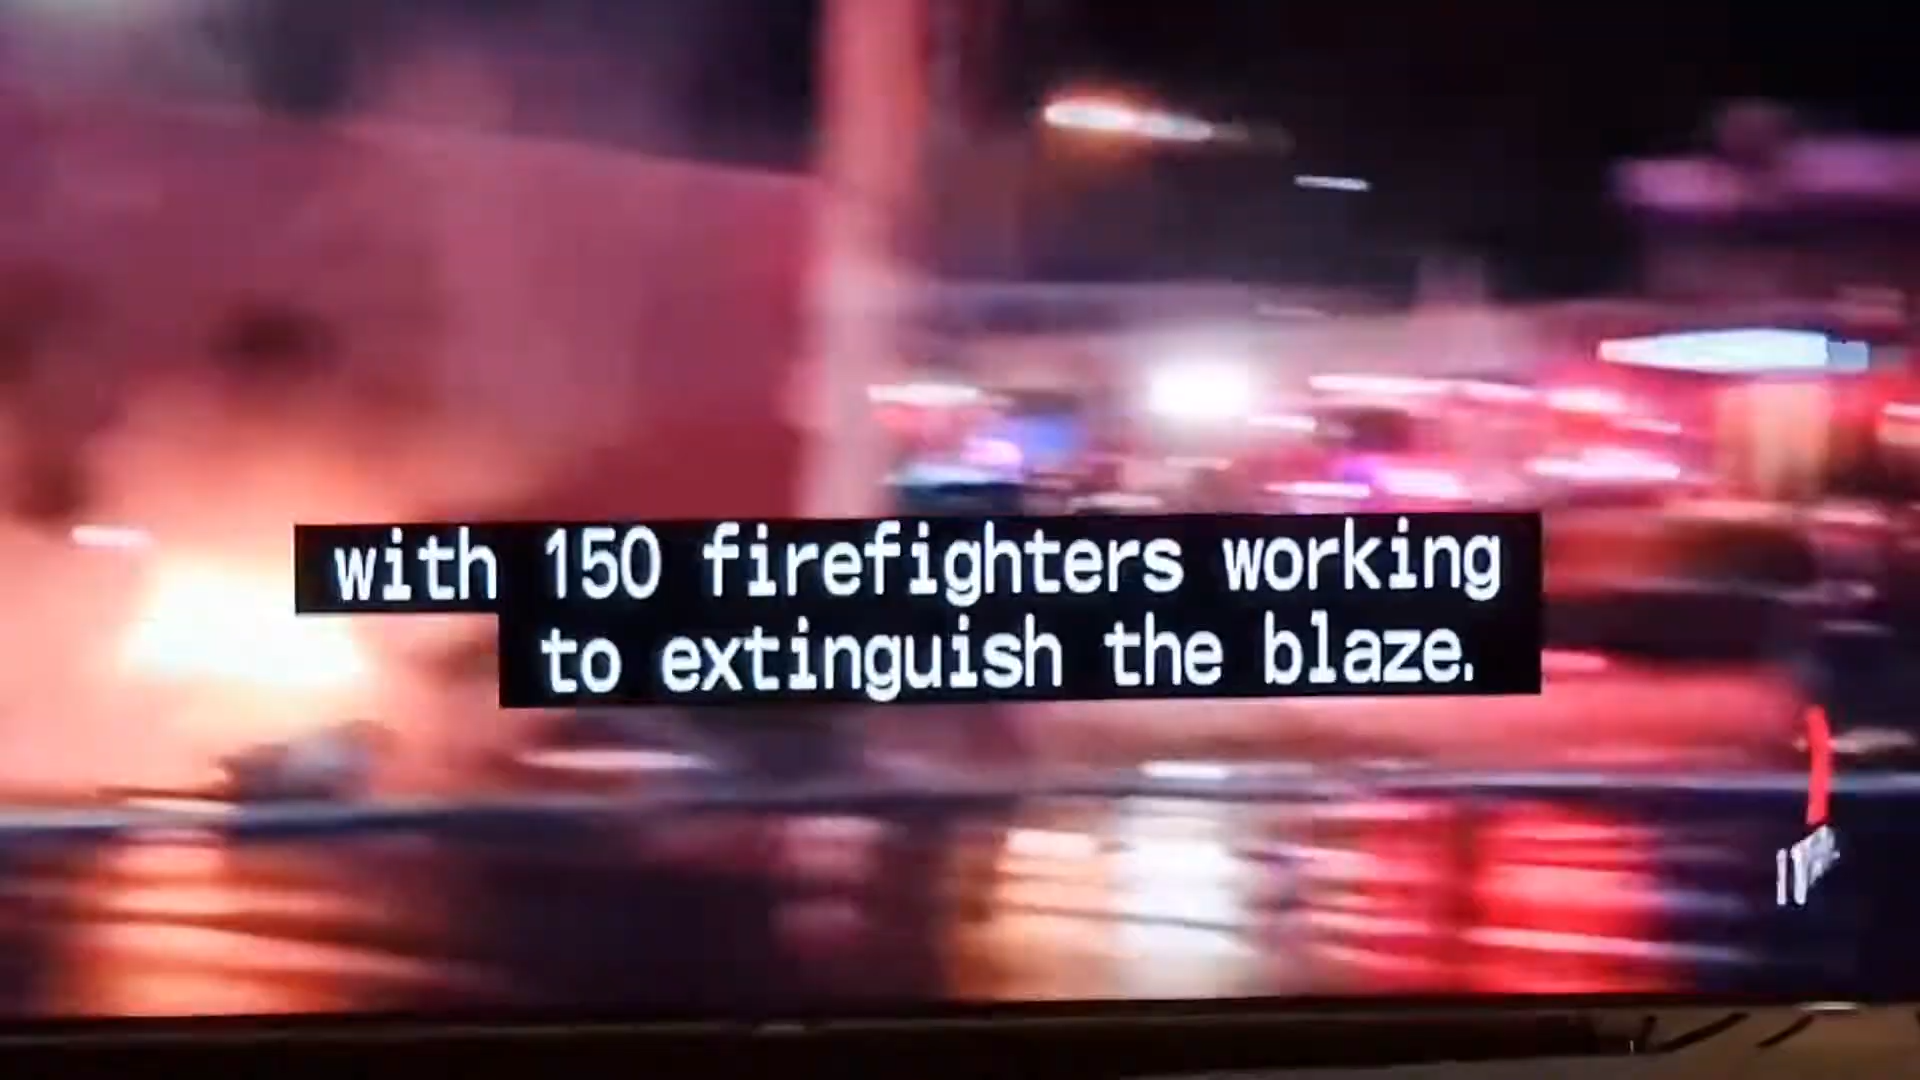 with 150 firefighters working
to extinguish the blaze.